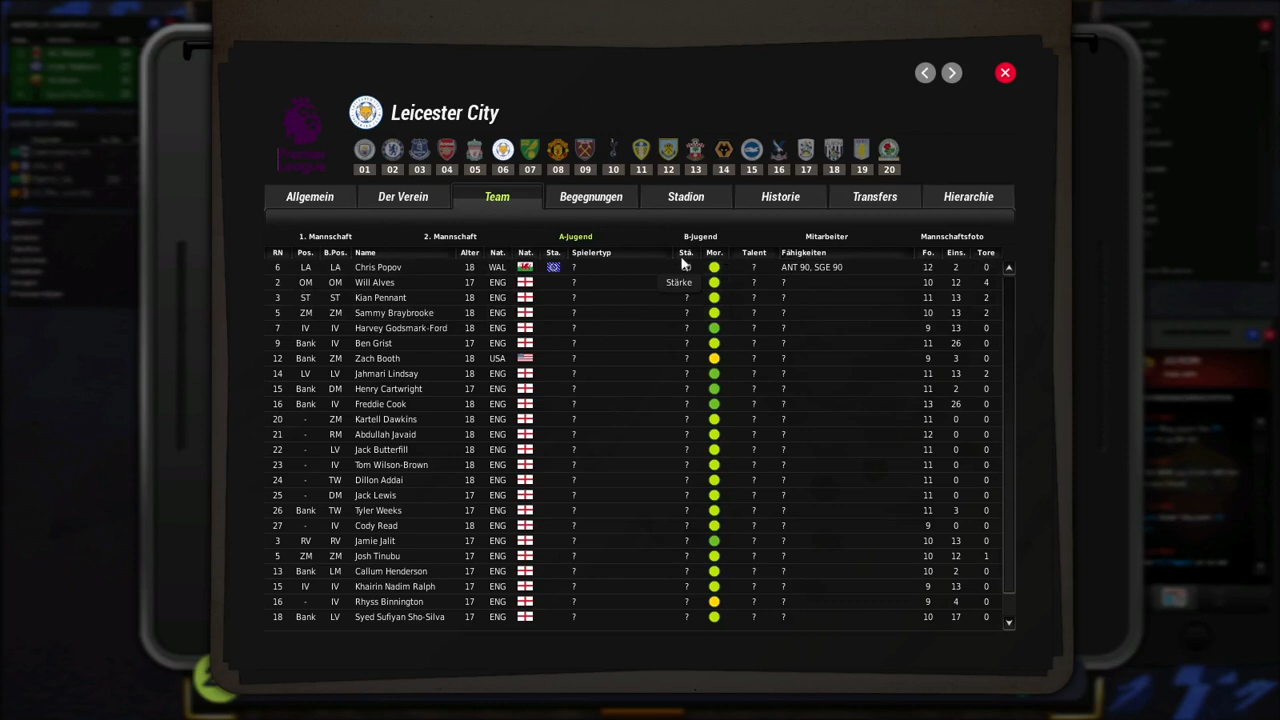 Leicester City
Premier League
01 02 03 04 05 06 07 08 09 10 11 12 13 14 15 16 17 18 19 20
Allgemein Der Verein Team Begegnungen Stadion Historie Transfers Hierarchie
1. Mannschaft 2. Mannschaft A-Jugend B-Jugend Mitarbeiter Mannschaftsfoto
RN Pos. B.Pos. Name Alter Nat. Nat. Sta. Spielertyp Stä. Mor. Talent Fähigkeiten Fo. Eins. Tore
6 LA LA Chris Popov 18 WAL ? ? ANT 90, SGE 90 12 2 0
2 OM OM Will Alves 17 ENG ? Stärke ? ? 10 12 4
3 ST ST Kian Pennant 18 ENG ? ? ? ? 11 13 2
5 ZM ZM Sammy Braybrooke 18 ENG ? ? ? ? 10 13 2
7 IV IV Harvey Godsmark-Ford 18 ENG ? ? ? ? 9 13 0
9 Bank IV Ben Grist 17 ENG ? ? ? ? 11 26 0
12 Bank ZM Zach Booth 18 USA ? ? ? ? 9 3 0
14 LV LV Jahmari Lindsay 18 ENG ? ? ? ? 11 13 2
15 Bank DM Henry Cartwright 17 ENG ? ? ? ? 11 2 0
16 Bank IV Freddie Cook 18 ENG ? ? ? ? 13 26 0
20 - ZM Kartell Dawkins 18 ENG ? ? ? ? 11 0 0
21 - RM Abdullah Javaid 18 ENG ? ? ? ? 12 0 0
22 - LV Jack Butterfill 18 ENG ? ? ? ? 11 0 0
23 - IV Tom Wilson-Brown 18 ENG ? ? ? ? 11 0 0
24 - TW Dillon Addai 18 ENG ? ? ? ? 11 0 0
25 - DM Jack Lewis 17 ENG ? ? ? ? 11 0 0
26 Bank TW Tyler Weeks 17 ENG ? ? ? ? 11 3 0
27 - IV Cody Read 18 ENG ? ? ? ? 9 0 0
3 RV RV Jamie Jalit 17 ENG ? ? ? ? 10 13 0
5 ZM ZM Josh Tinubu 17 ENG ? ? ? ? 10 12 1
13 Bank LM Callum Henderson 17 ENG ? ? ? ? 10 2 0
15 IV IV Khairin Nadim Ralph 17 ENG ? ? ? ? 9 13 0
16 - IV Rhyss Binnington 17 ENG ? ? ? ? 9 4 0
18 Bank LV Syed Sufiyan Sho-Silva 17 ENG ? ? ? ? 10 17 0